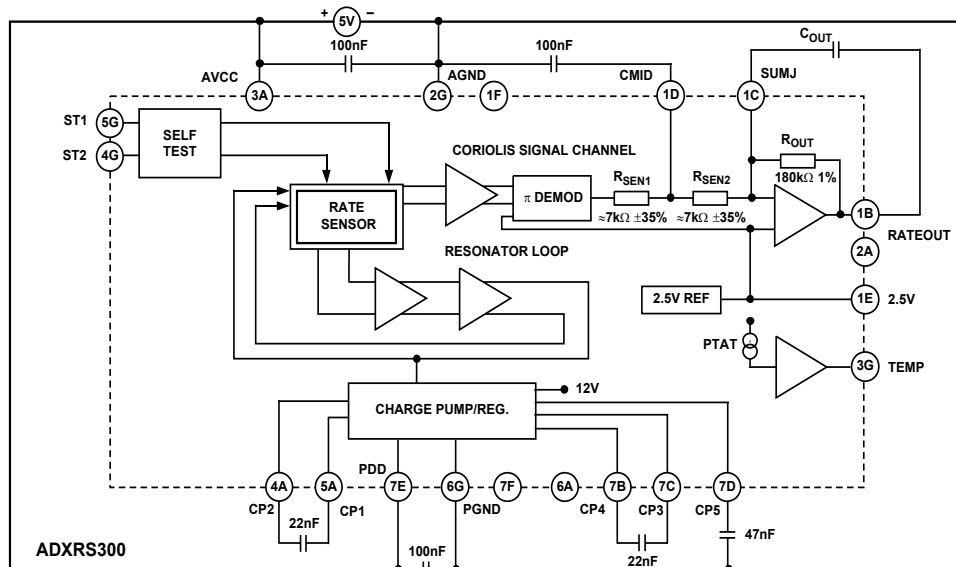 + 5V –
100nF 100nF COUT
AVCC AGND CMID SUMJ
3A 2G 1F 1D 1C
ST1 5G
ST2 4G
SELF
TEST
CORIOLIS SIGNAL CHANNEL
ROUT
180kΩ 1%
RSEN1 RSEN2
π DEMOD
≈7kΩ ±35% ≈7kΩ ±35%
RATE
SENSOR
1B
RATEOUT
2A
RESONATOR LOOP
2.5V REF
1E 2.5V
PTAT
3G TEMP
12V
CHARGE PUMP/REG.
PDD
4A 5A 7E 6G 7F 6A 7B 7C 7D
CP2 CP1 PGND CP4 CP3 CP5
22nF 47nF
100nF 22nF
ADXRS300